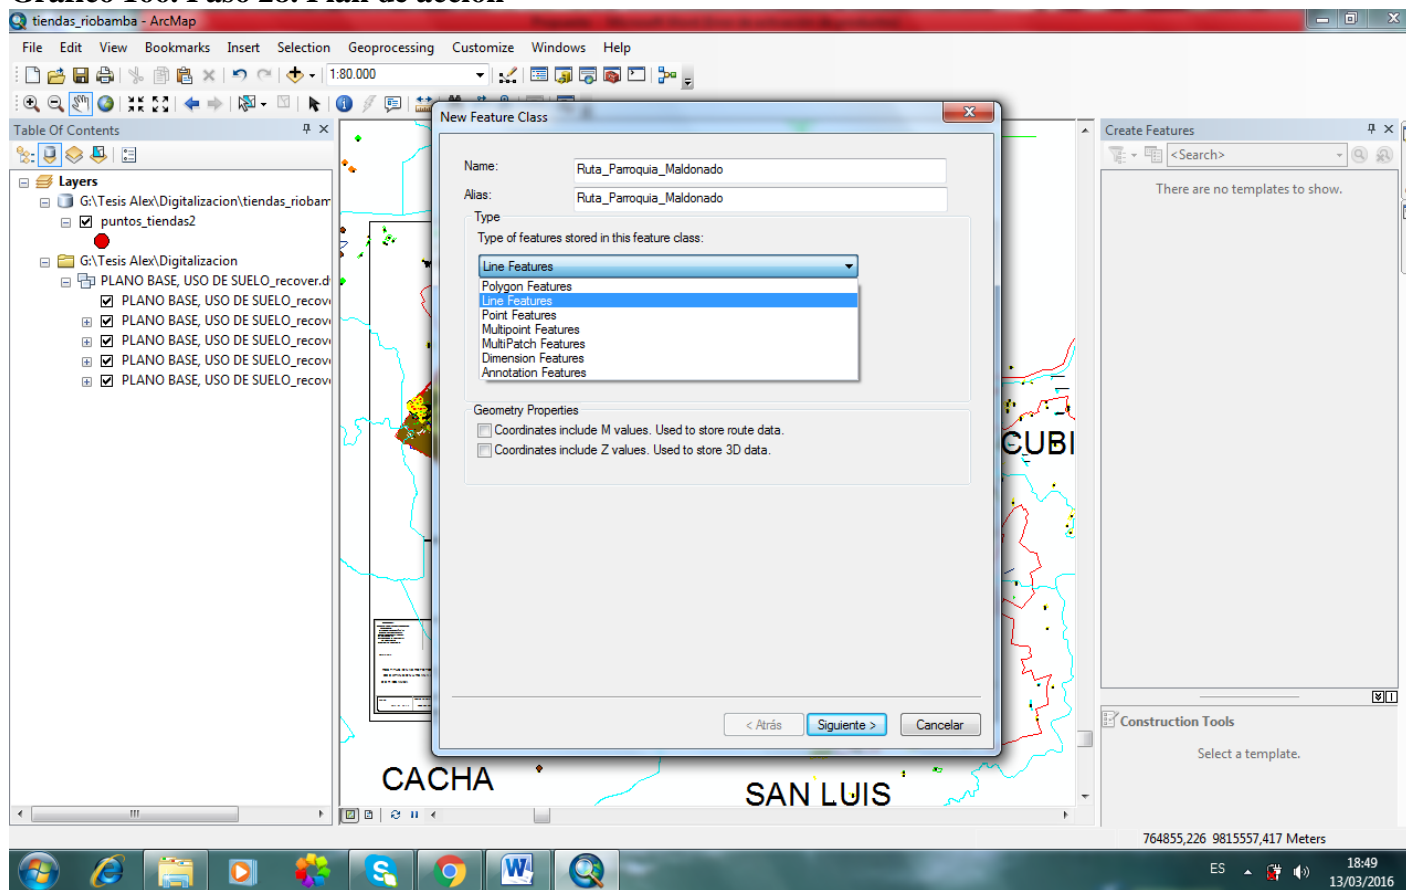 Gráfico 106. Paso 28. Plan de acción
tiendas_riobamba - ArcMap
File Edit View Bookmarks Insert Selection Geoprocessing Customize Windows Help
1:80.000
Table Of Contents
Layers
G:\Tesis Alex\Digitalizacion\tiendas_riobam
puntos_tiendas2
G:\Tesis Alex\Digitalizacion
PLANO BASE, USO DE SUELO_recover.d
PLANO BASE, USO DE SUELO_recov
PLANO BASE, USO DE SUELO_recov
PLANO BASE, USO DE SUELO_recov
PLANO BASE, USO DE SUELO_recov
PLANO BASE, USO DE SUELO_recov
New Feature Class
Name: Ruta_Parroquia_Maldonado
Alias: Ruta_Parroquia_Maldonado
Type
Type of features stored in this feature class:
Line Features
Polygon Features
Line Features
Point Features
Multipoint Features
MultiPatch Features
Dimension Features
Annotation Features
Geometry Properties
Coordinates include M values. Used to store route data.
Coordinates include Z values. Used to store 3D data.
< Atrás Siguiente > Cancelar
CUBI
CACHA
SAN LUIS
Create Features
<Search>
There are no templates to show.
Construction Tools
Select a template.
764855,226 9815557,417 Meters
ES
18:49
13/03/2016